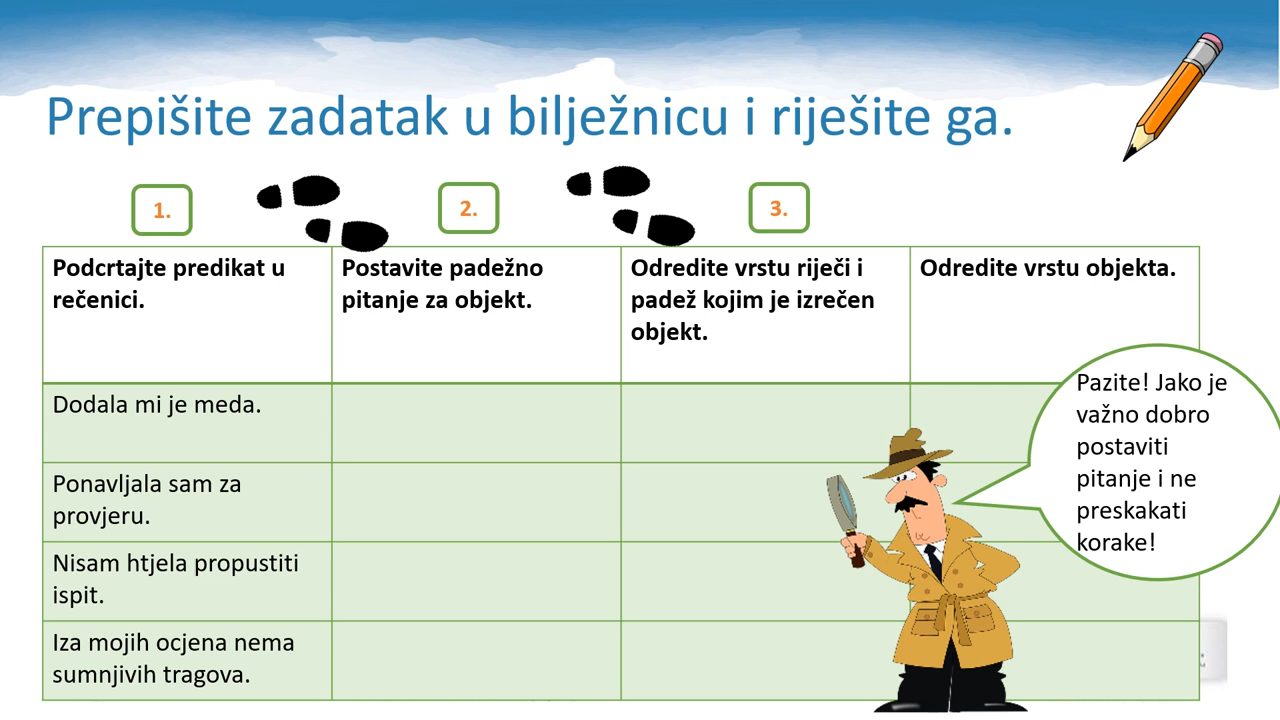 Prepišite zadatak u bilježnicu i riješite ga.
1.
2.
3.
Podcrtajte predikat u
rečenici.
Postavite padežno
pitanje za objekt.
Odredite vrstu riječi i
padež kojim je izrečen
objekt.
Odredite vrstu objekta.
Dodala mi je meda.
Ponavljala sam za
provjeru.
Nisam htjela propustiti
ispit.
Iza mojih ocjena nema
sumnjivih tragova.
Pazite! Jako je
važno dobro
postaviti
pitanje i ne
preskakati
korake!